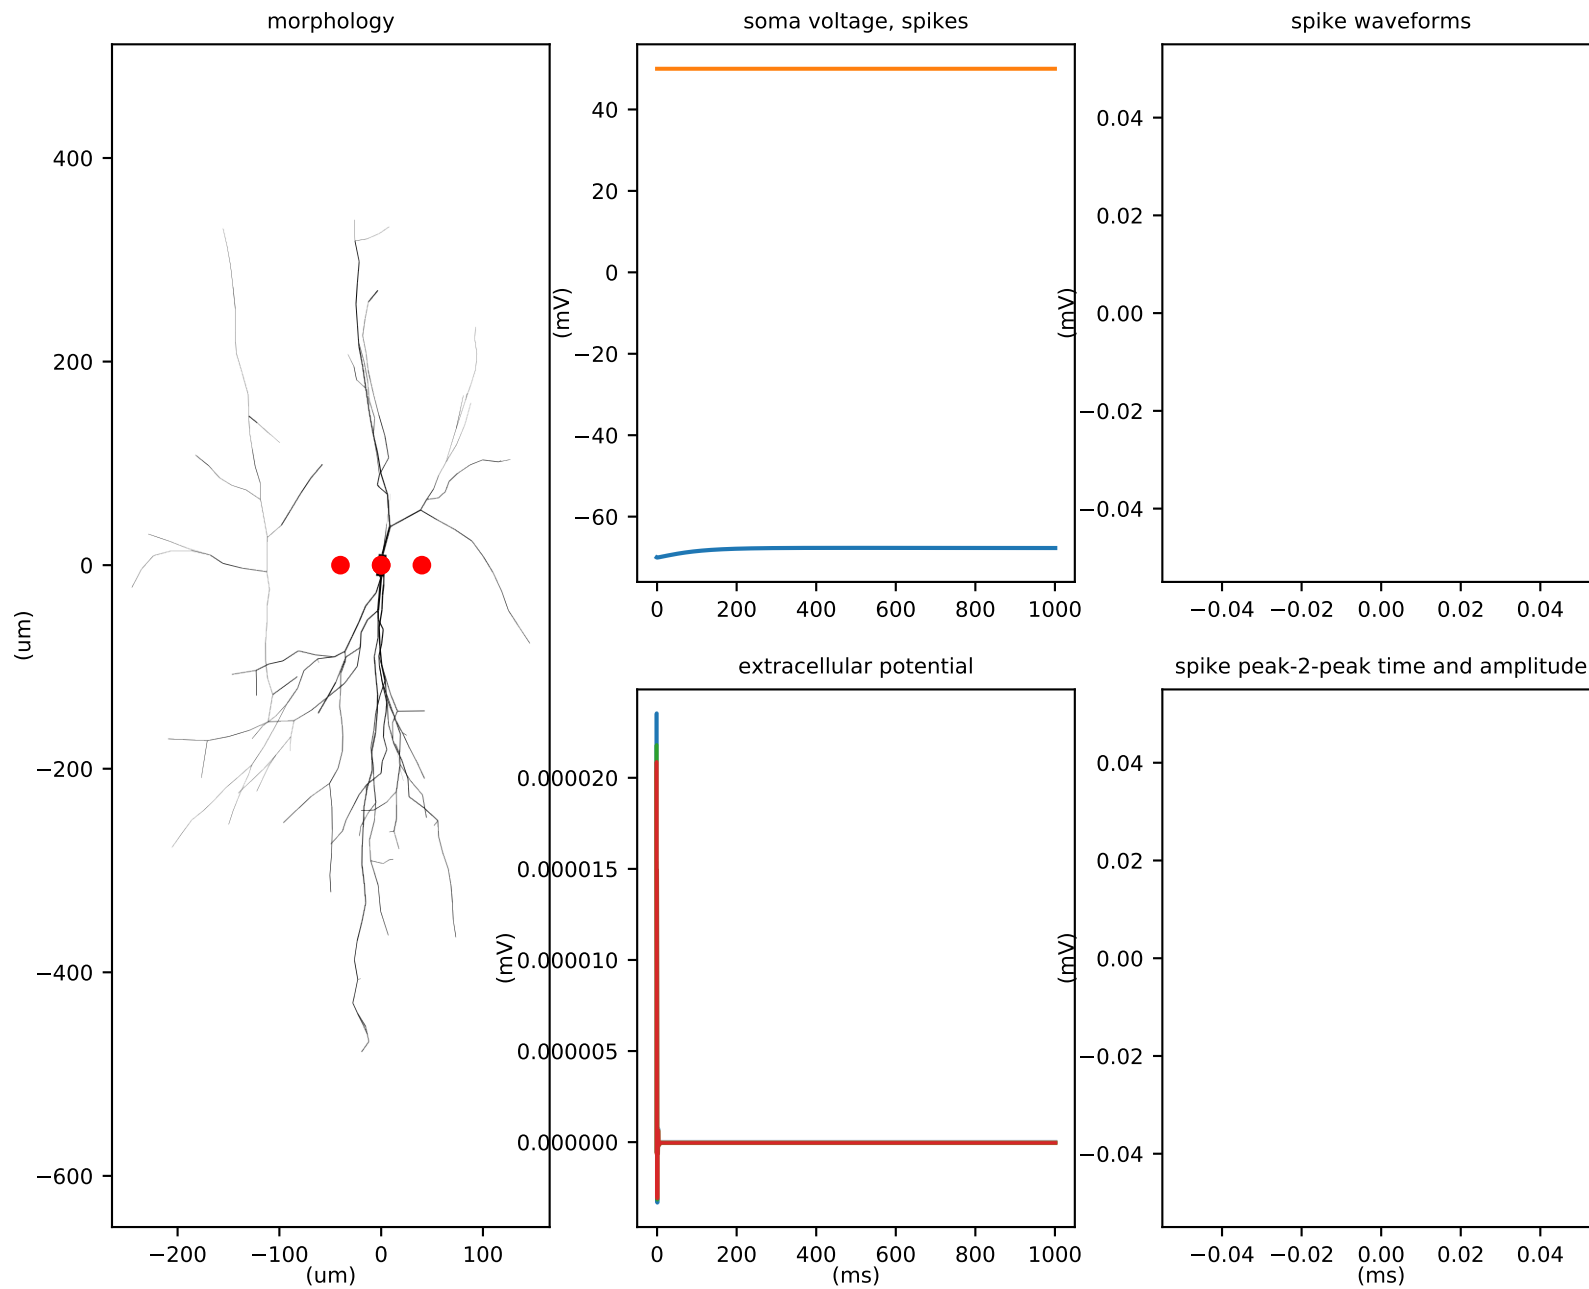 morphology
400
200
0
−200
−400
−600
(um)
−200 −100 0 100
(um)
soma voltage, spikes
40
20
0
−20
−40
−60
(mV)
0 200 400 600 800 1000
spike waveforms
0.04
0.02
0.00
−0.02
−0.04
(mV)
−0.04 −0.02 0.00 0.02 0.04
extracellular potential
0.000020
0.000015
0.000010
0.000005
0.000000
(mV)
0 200 400 600 800 1000
(ms)
spike peak-2-peak time and amplitude
0.04
0.02
0.00
−0.02
−0.04
(mV)
−0.04 −0.02 0.00 0.02 0.04
(ms)